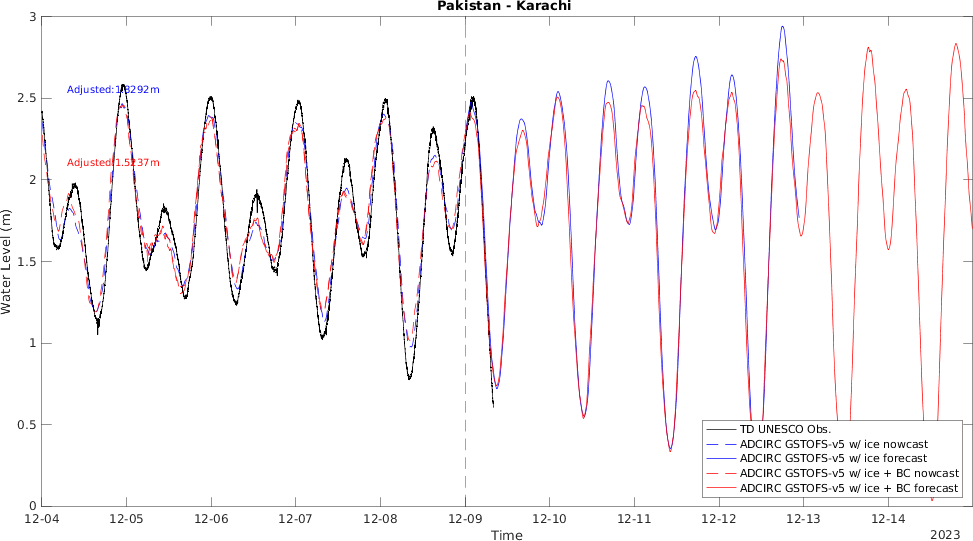 Pakistan - Karachi
3
2.5
2
1.5
1
0.5
0
Water Level (m)
Adjusted:1.8292m
Adjusted:1.5237m
TD UNESCO Obs.
ADCIRC GSTOFS-v5 w/ ice nowcast
ADCIRC GSTOFS-v5 w/ ice forecast
ADCIRC GSTOFS-v5 w/ ice + BC nowcast
ADCIRC GSTOFS-v5 w/ ice + BC forecast
12-04 12-05 12-06 12-07 12-08 12-09 12-10 12-11 12-12 12-13 12-14
Time
2023